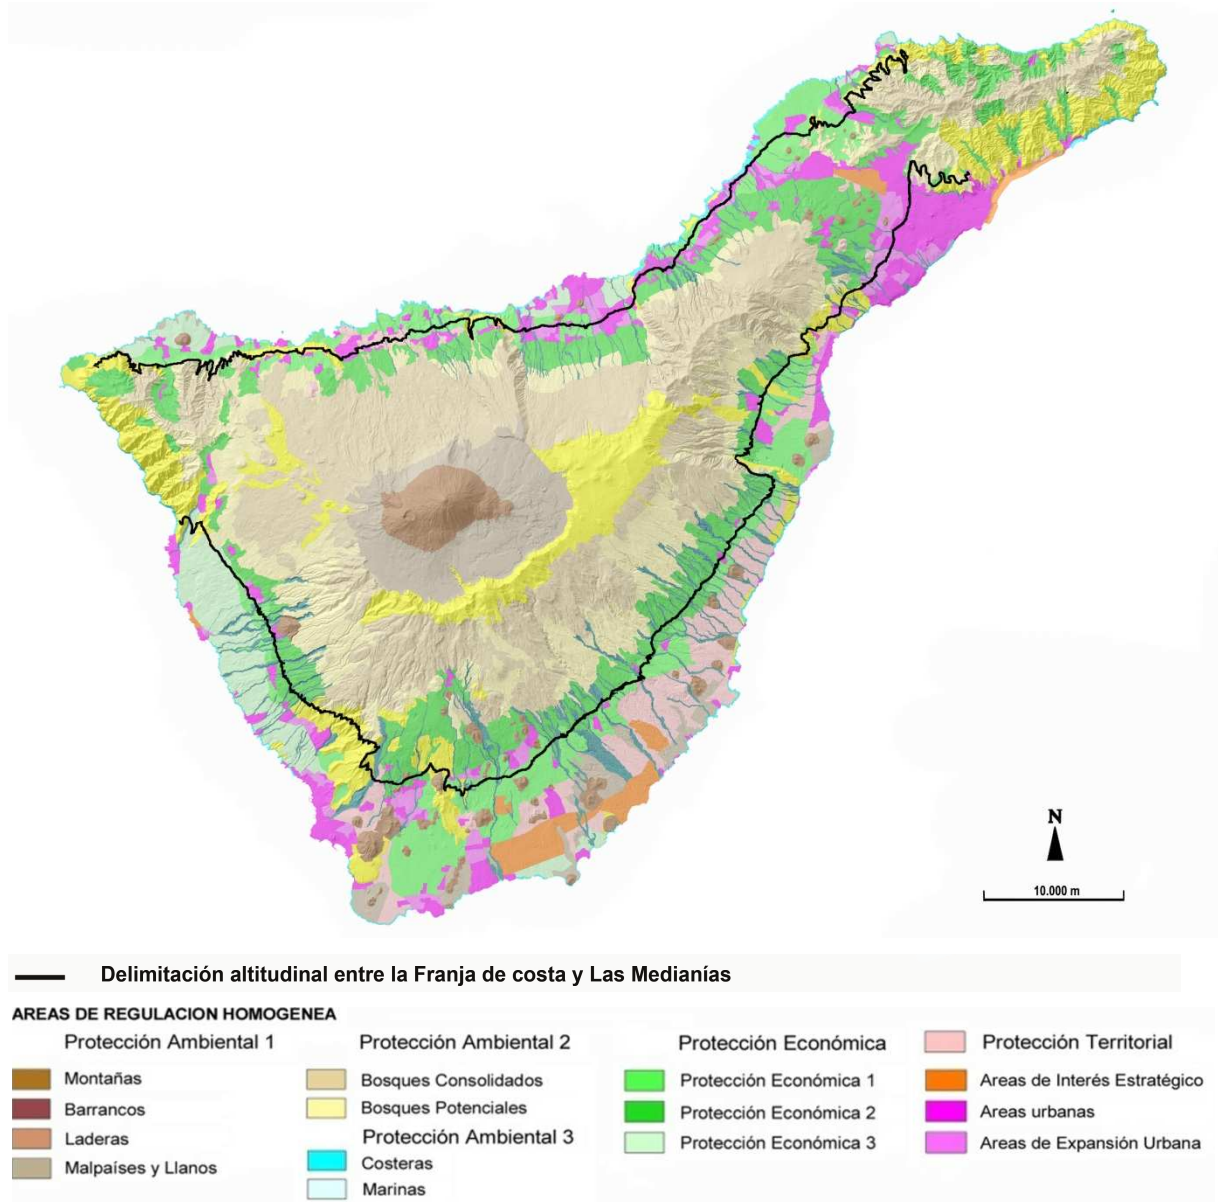 N
10.000 m
Delimitación altitudinal entre la Franja de costa y Las Medianías
AREAS DE REGULACION HOMOGENEA
Protección Ambiental 1
Montañas
Barrancos
Laderas
Malpaíses y Llanos
Protección Ambiental 2
Bosques Consolidados
Bosques Potenciales
Protección Ambiental 3
Costeras
Marinas
Protección Económica
Protección Económica 1
Protección Económica 2
Protección Económica 3
Protección Territorial
Areas de Interés Estratégico
Areas urbanas
Areas de Expansión Urbana